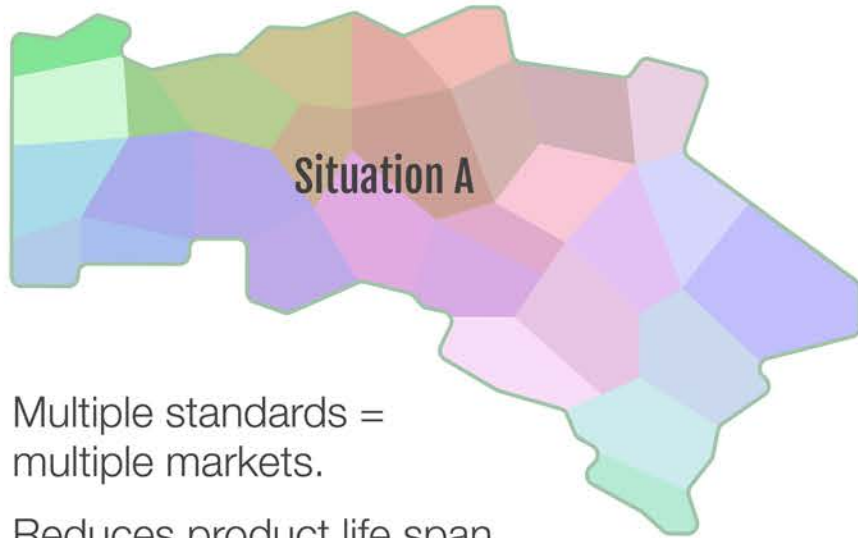 Situation A
Multiple standards =
multiple markets.
Reduces product life span